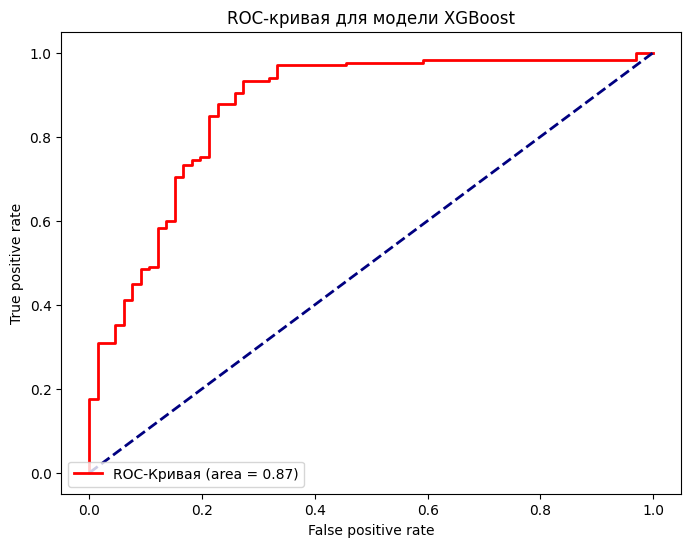 ROC-кривая для модели XGBoost
True positive rate
1.0
0.8
0.6
0.4
0.2
0.0
ROC-Кривая (area = 0.87)
0.0 0.2 0.4 0.6 0.8 1.0
False positive rate